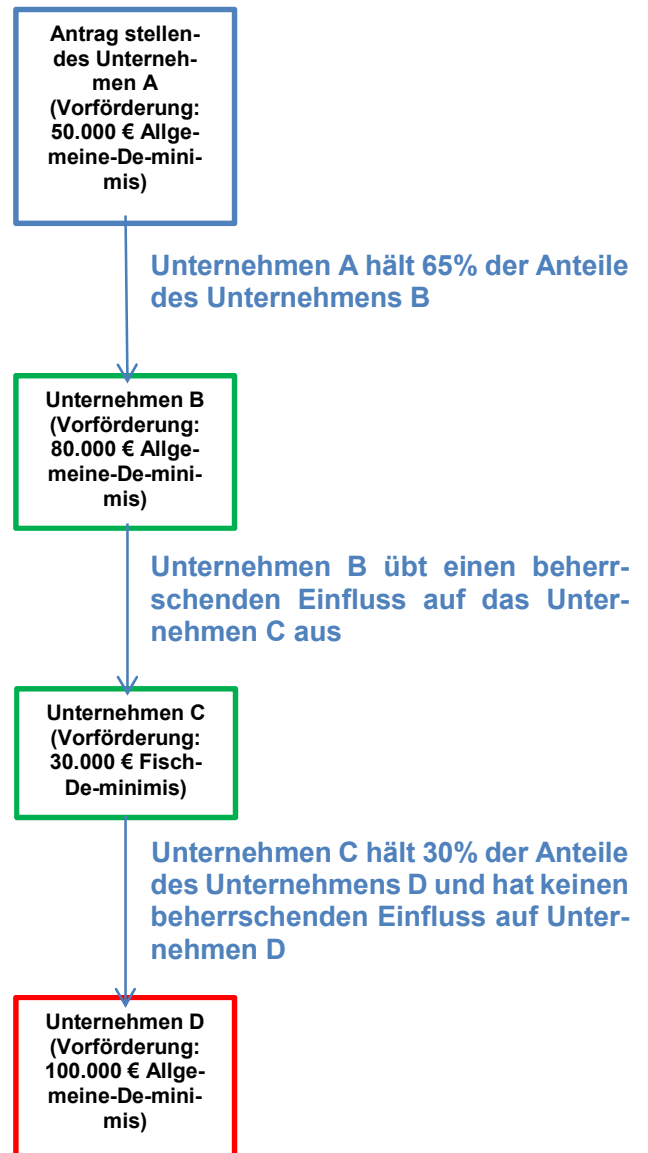 Antrag stellen-
des Unterneh-
men A
(Vorförderung:
50.000 € Allge-
meine-De-mini-
mis)
Unternehmen A hält 65% der Anteile
des Unternehmens B
Unternehmen B
(Vorförderung:
80.000 € Allge-
meine-De-mini-
mis)
Unternehmen B übt einen beherr-
schenden Einfluss auf das Unter-
nehmen C aus
Unternehmen C
(Vorförderung:
30.000 € Fisch-
De-minimis)
Unternehmen C hält 30% der Anteile
des Unternehmens D und hat keinen
beherrschenden Einfluss auf Unter-
nehmen D
Unternehmen D
(Vorförderung:
100.000 € Allge-
meine-De-mini-
mis)